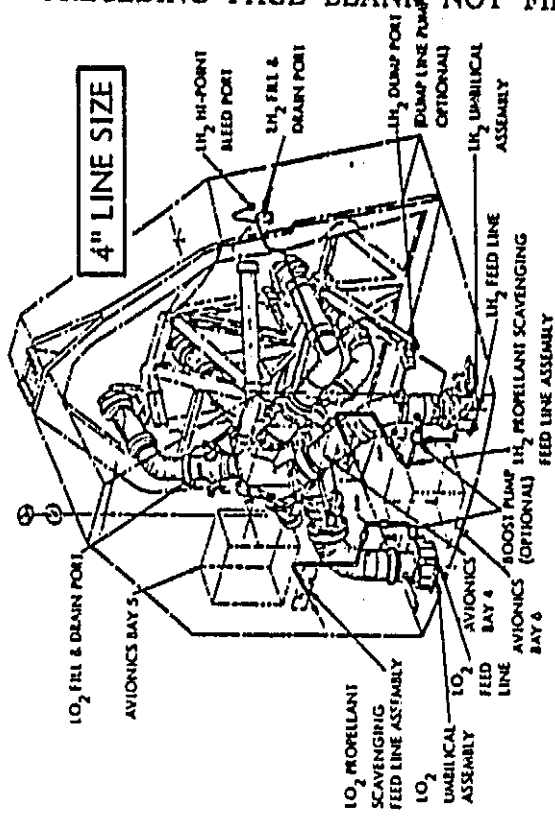 PRECEDING PAGE BLANK NOT FI
4" LINE SIZE
LO₂ FILL & DRAIN PORT
AVIONICS BAY 5
LO₂ PROPELLANT
SCAVENGING
FEED LINE ASSEMBLY
LO₂
UMBILICAL
ASSEMBLY
LO₂
FEED
LINE
AVIONICS
BAY 4
AVIONICS
BAY 6
BOOST PUMP
(OPTIONAL)
LH₂ PROPELLANT SCAVENGING
FEED LINE ASSEMBLY
LH₂ FEED LINE
LH₂ UMBILICAL
ASSEMBLY
LH₂ DUMP PORT
(DUMP LINE PUMP
OPTIONAL)
LH₂ FILL &
DRAIN PORT
LH₂ HI-POINT
BLEED PORT